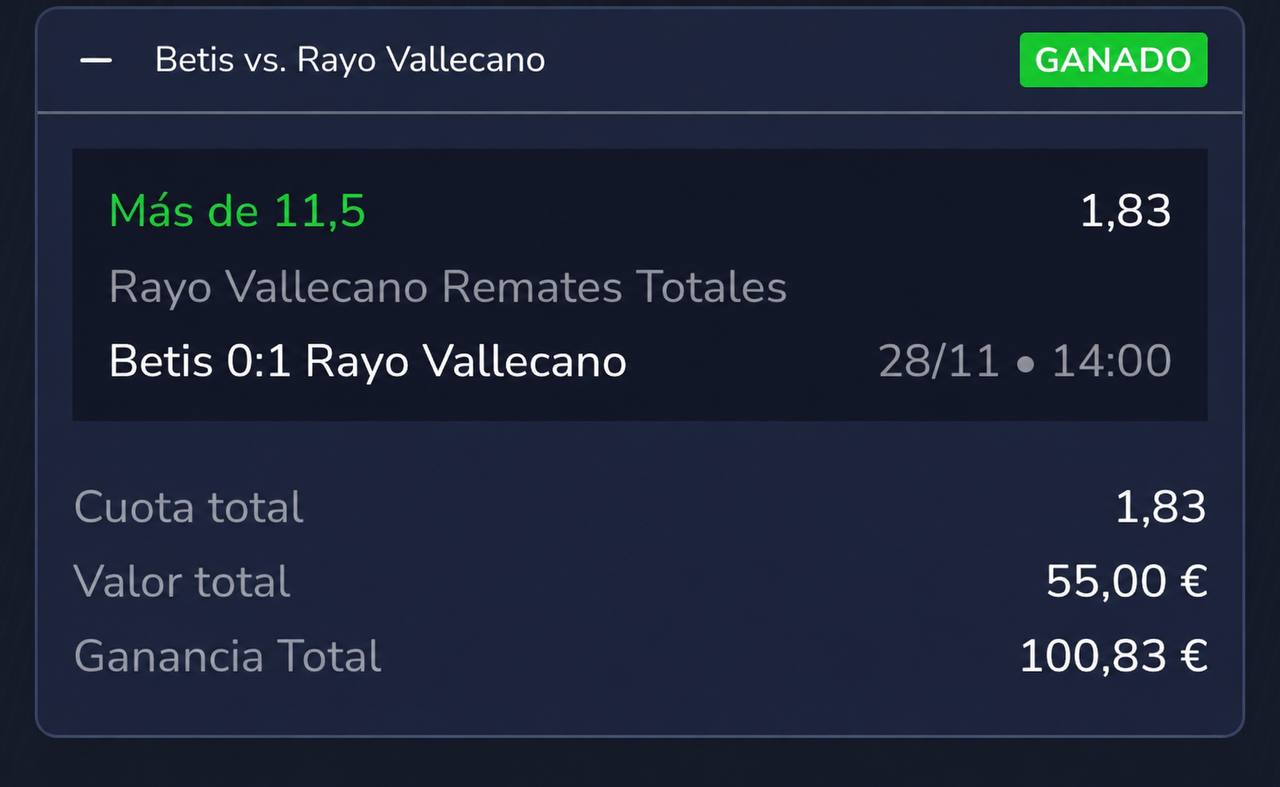 Betis vs. Rayo Vallecano GANADO
Más de 11,5 1,83
Rayo Vallecano Remates Totales
Betis 0:1 Rayo Vallecano 28/11 • 14:00
Cuota total 1,83
Valor total 55,00 €
Ganancia Total 100,83 €